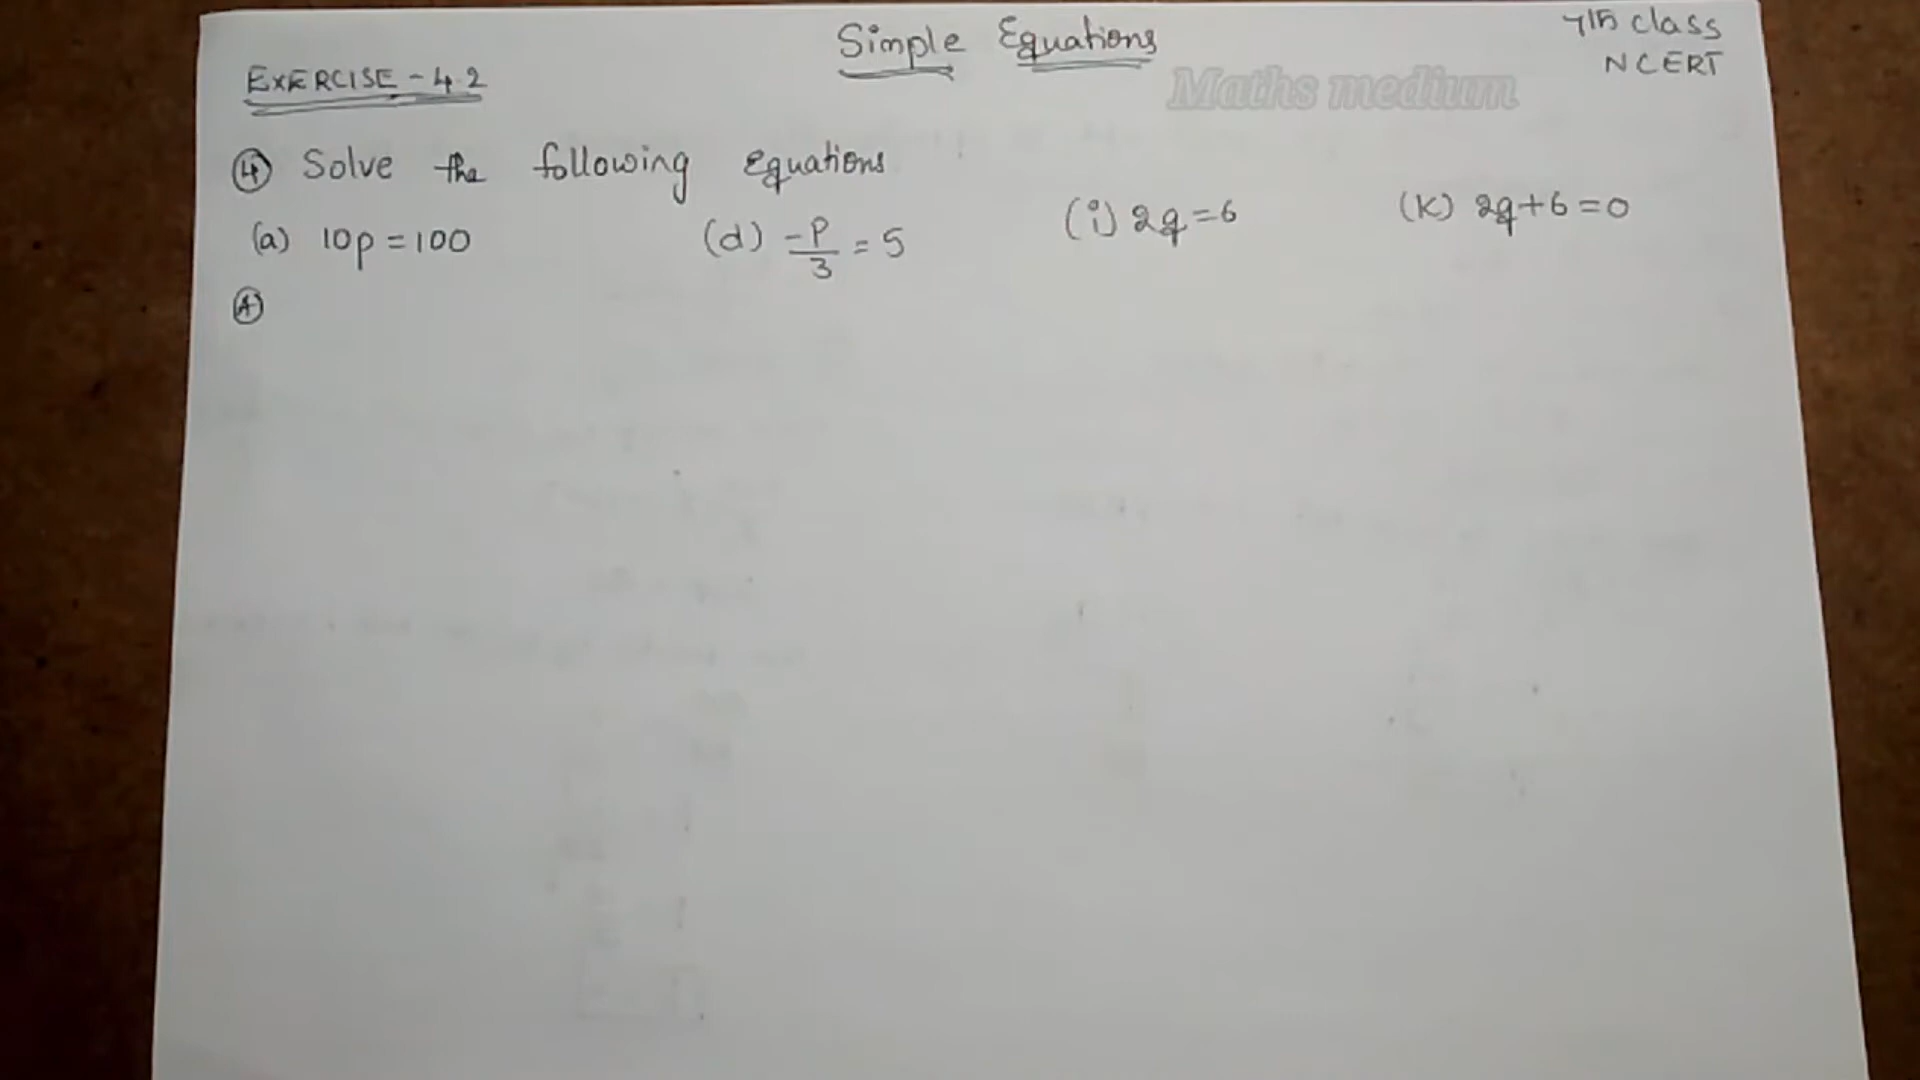 Simple Equations
7th class
NCERT
EXERCISE - 4.2
Maths medium
④ Solve the following equations
(a) 10p = 100 (d) -P/3 = 5 (i) 2q = 6 (K) 2q + 6 = 0
Ⓐ